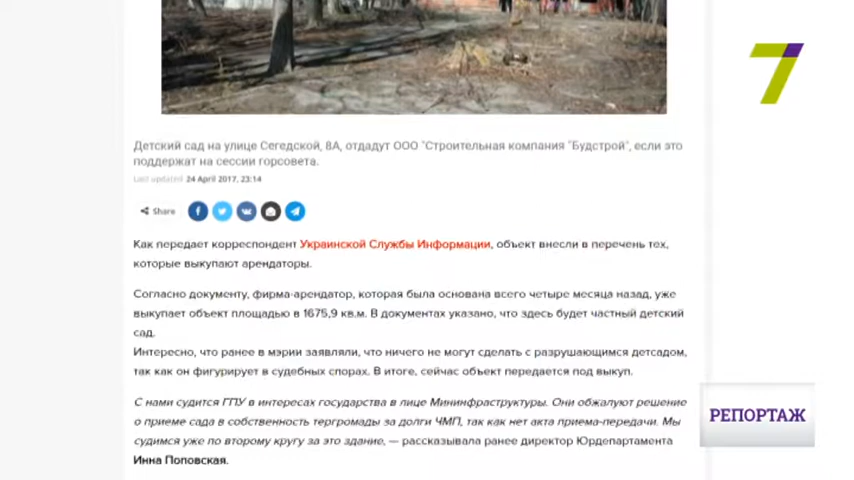 7
Детский сад на улице Сегедской, 8А, отдадут ООО "Строительная компания "Будстрой", если это
поддержат на сессии горсовета.
Last updated 24 April 2017, 23:14
Share
Как передает корреспондент Украинской Службы Информации, объект внесли в перечень тех,
которые выкупают арендаторы.
Согласно документу, фирма-арендатор, которая была основана всего четыре месяца назад, уже
выкупает объект площадью в 1675,9 кв.м. В документах указано, что здесь будет частный детский
сад.
Интересно, что ранее в мэрии заявляли, что ничего не могут сделать с разрушающимся детсадом,
так как он фигурирует в судебных спорах. В итоге, сейчас объект передается под выкуп.
С нами судится ГПУ в интересах государства в лице Мининфраструктуры. Они обжалуют решение
о приеме сада в собственность тергромады за долги ЧМП, так как нет акта приема-передачи. Мы
судимся уже по второму кругу за это здание, — рассказывала ранее директор Юрдепартамента
Инна Поповская.
РЕПОРТАЖ